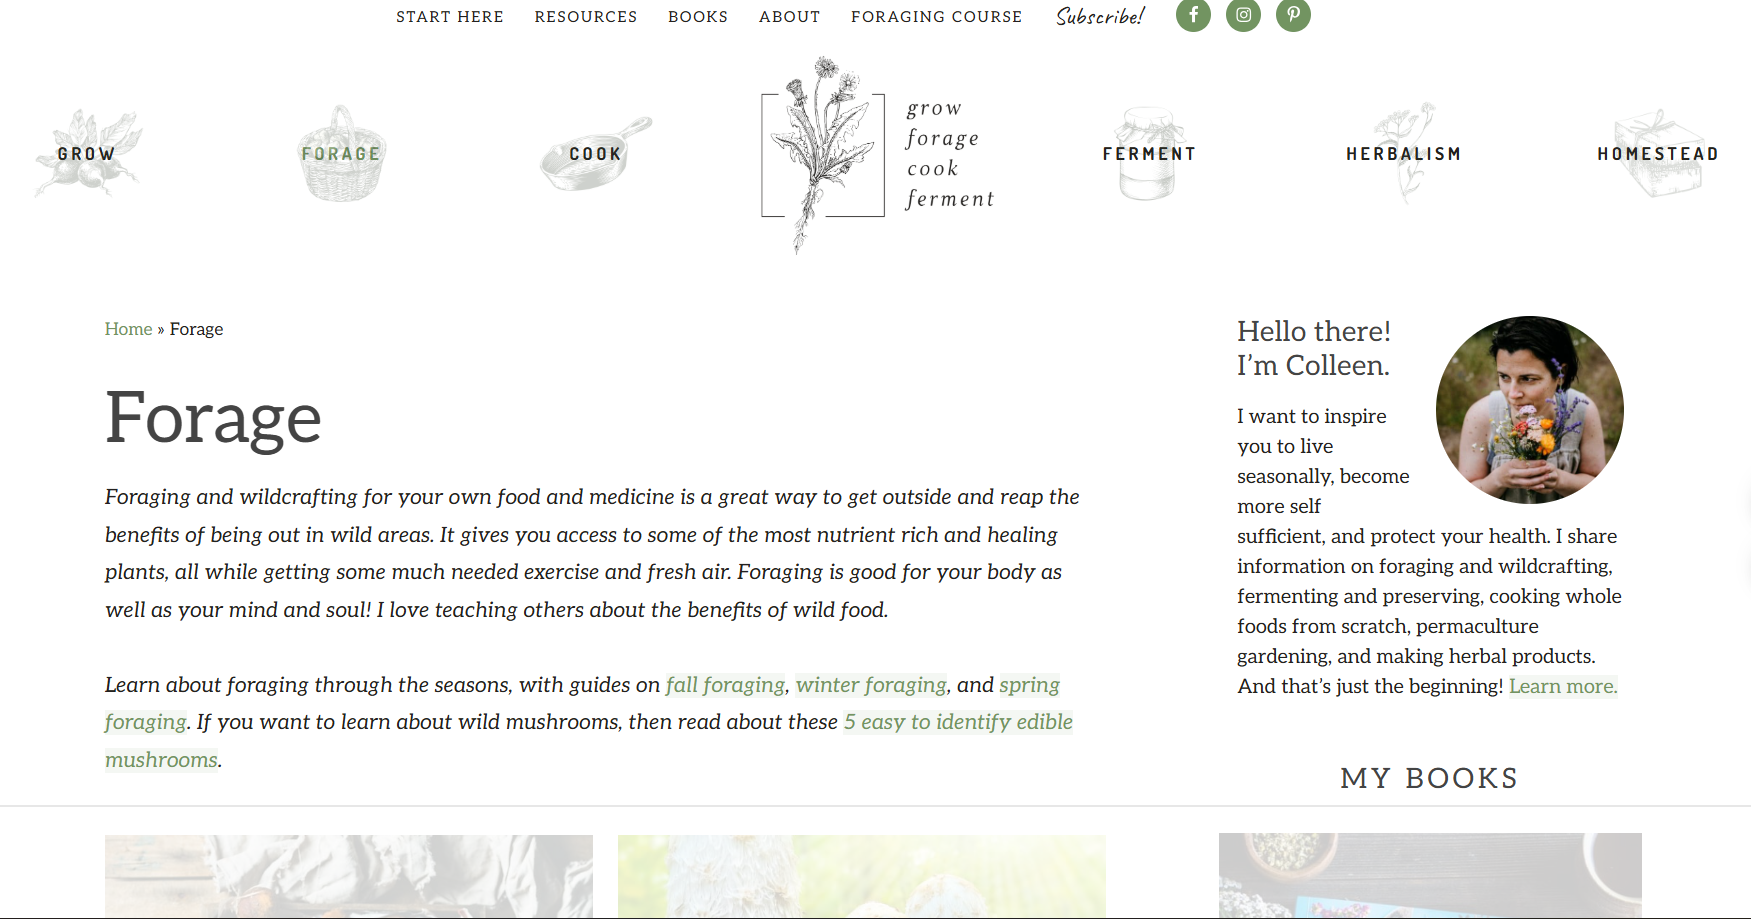 START HERE RESOURCES BOOKS ABOUT FORAGING COURSE Subscribe!
GROW FORAGE COOK
grow
forage
cook
ferment
FERMENT HERBALISM HOMESTEAD
Home » Forage
Forage
Foraging and wildcrafting for your own food and medicine is a great way to get outside and reap the
benefits of being out in wild areas. It gives you access to some of the most nutrient rich and healing
plants, all while getting some much needed exercise and fresh air. Foraging is good for your body as
well as your mind and soul! I love teaching others about the benefits of wild food.
Learn about foraging through the seasons, with guides on fall foraging, winter foraging, and spring
foraging. If you want to learn about wild mushrooms, then read about these 5 easy to identify edible
mushrooms.
Hello there!
I'm Colleen.
I want to inspire
you to live
seasonally, become
more self
sufficient, and protect your health. I share
information on foraging and wildcrafting,
fermenting and preserving, cooking whole
foods from scratch, permaculture
gardening, and making herbal products.
And that's just the beginning! Learn more.
MY BOOKS